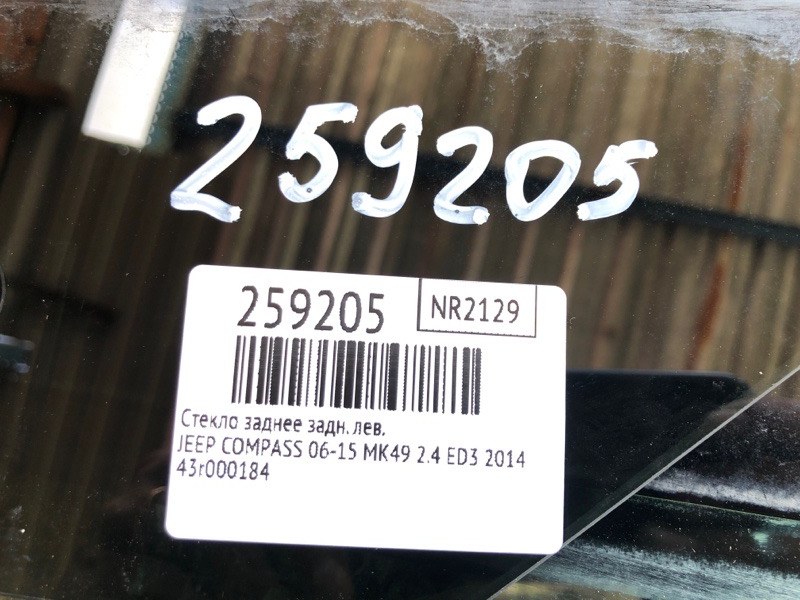 259205
259205 NR2129
Стекло заднее задн. лев.
JEEP COMPASS 06-15 MK49 2.4 ED3 2014
43r000184